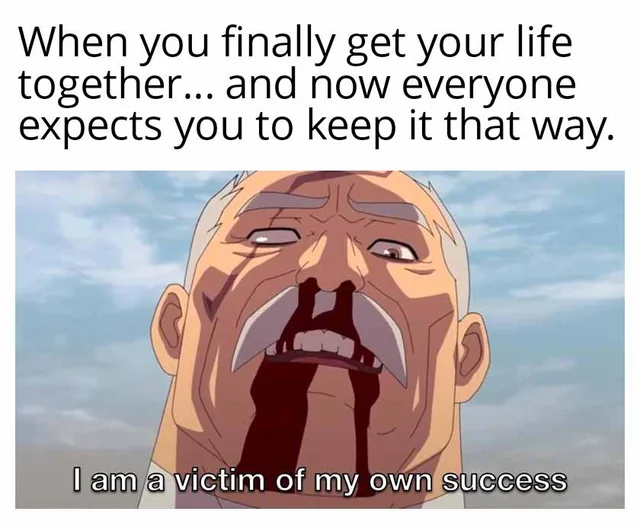 When you finally get your life
together... and now everyone
expects you to keep it that way.
I am a victim of my own success